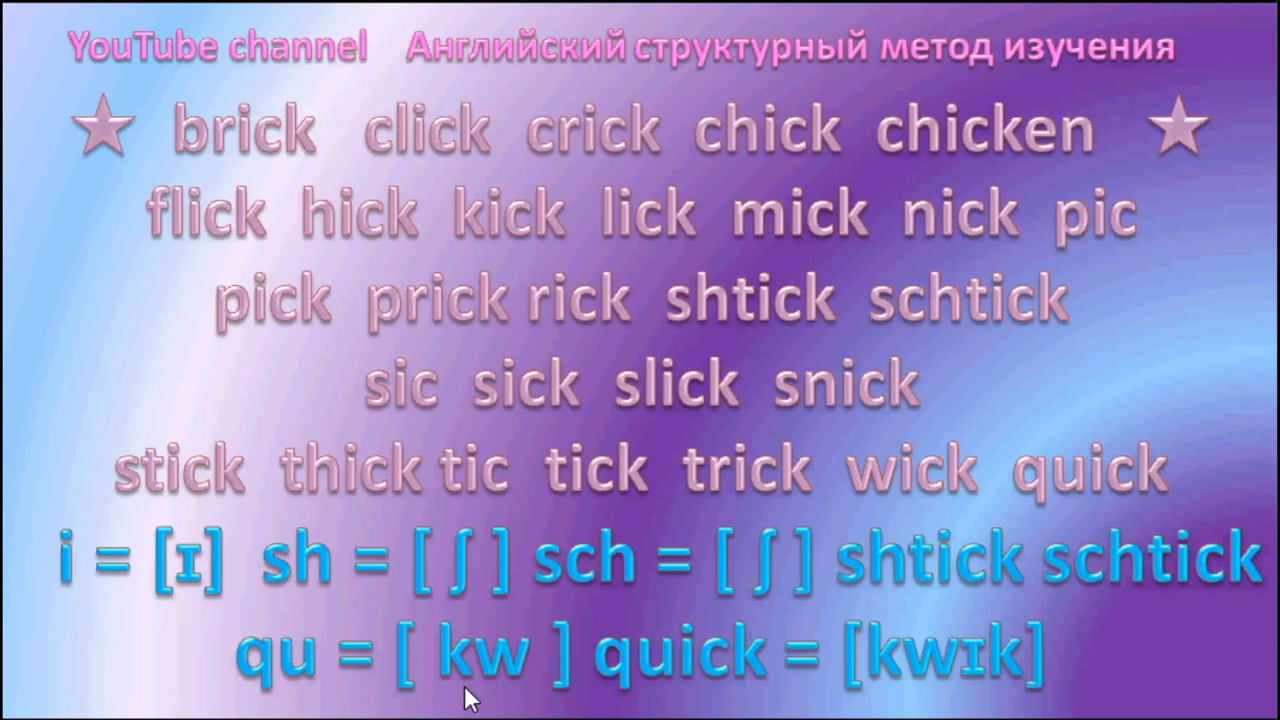 YouTube channel Английский структурный метод изучения
brick click crick chick chicken
flick hick kick lick mick nick pic
pick prick rick shtick schtick
sic sick slick snick
stick thick tic tick trick wick quick
i = [ɪ] sh = [ ʃ ] sch = [ ʃ ] shtick schtick
qu = [ kw ] quick = [kwɪk]